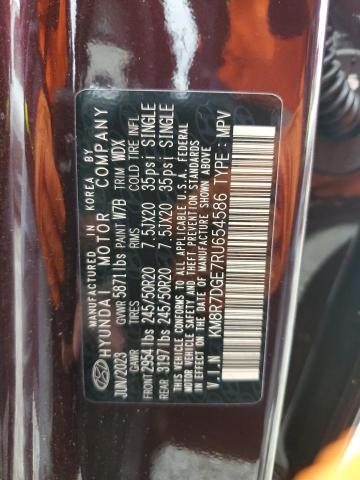 MANUFACTURED IN KOREA BY
HYUNDAI MOTOR COMPANY
JUN/2023 GVWR 5871lbs PAINT W7B TRIM WDX
TIRES RIMS COLD TIRE INFL.
FRONT 2954lbs 245/50R20 7.5JX20 35psi SINGLE
REAR 3197lbs 245/50R20 7.5JX20 35psi SINGLE
THIS VEHICLE CONFORMS TO ALL APPLICABLE U.S.A. FEDERAL
MOTOR VEHICLE SAFETY AND THEFT PREVENTION STANDARDS
IN EFFECT ON THE DATE OF MANUFACTURE SHOWN ABOVE
V.I.N KM8R7DGE7RU654586 TYPE: MPV